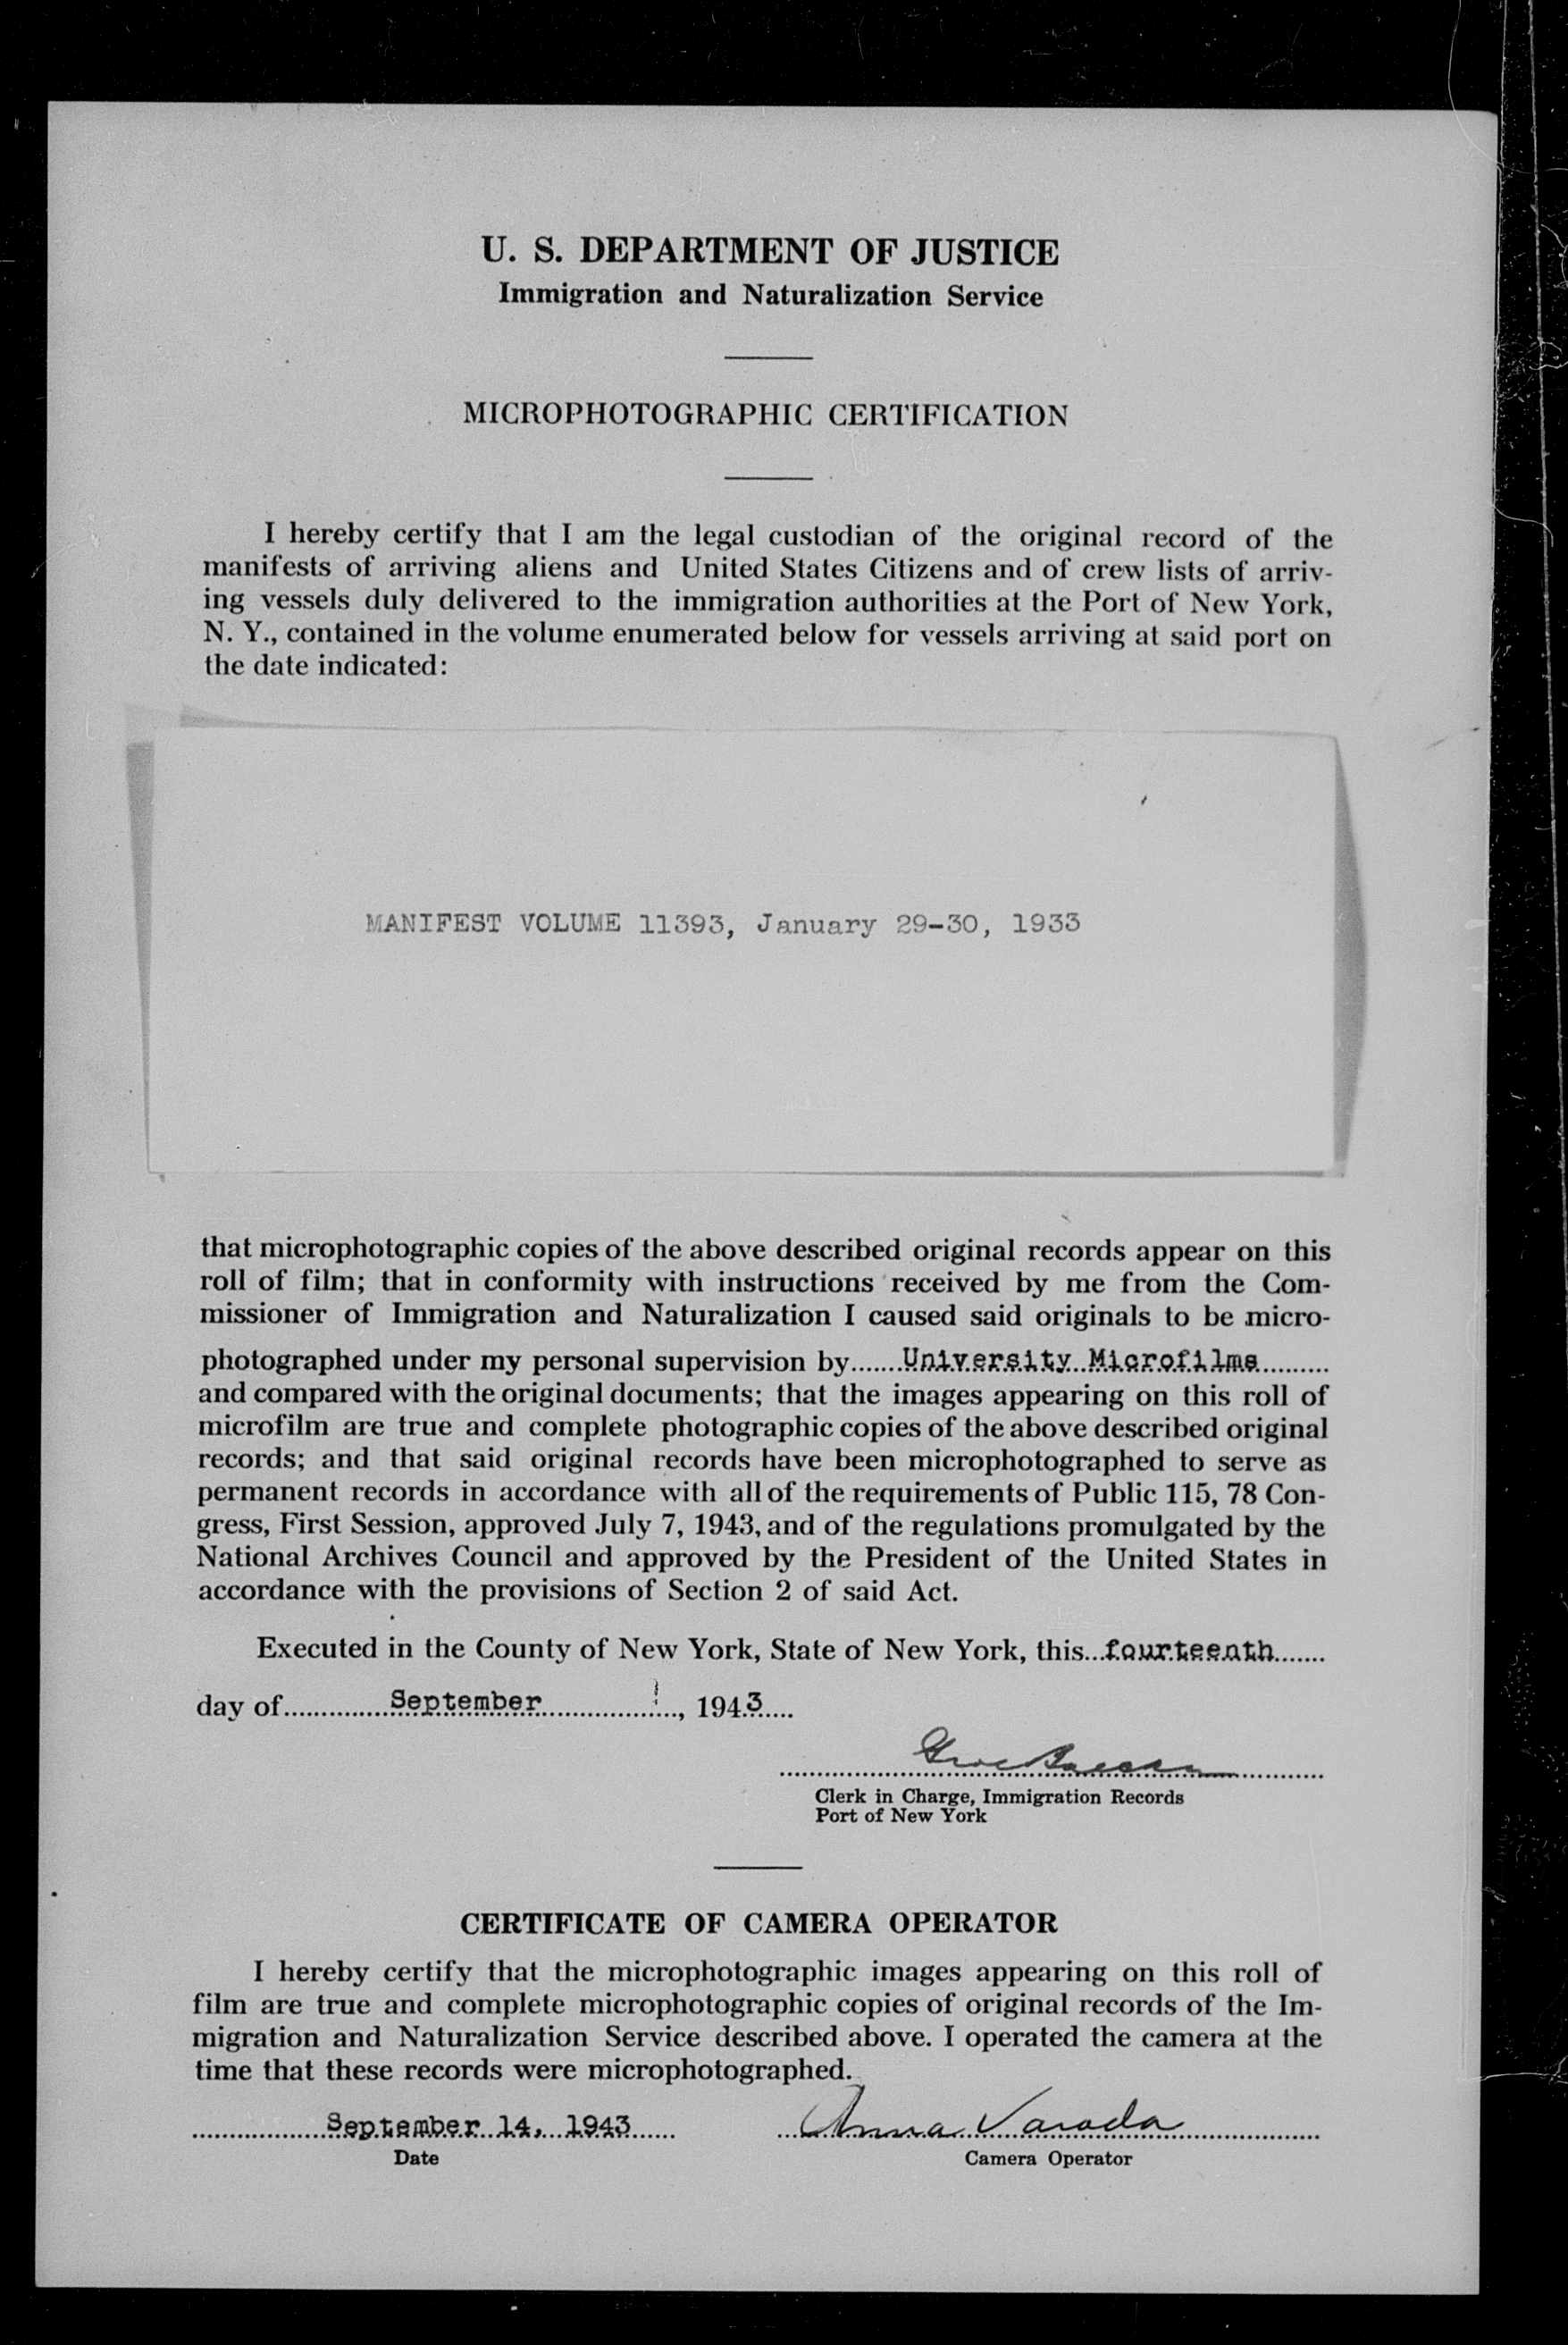 U. S. DEPARTMENT OF JUSTICE
Immigration and Naturalization Service
MICROPHOTOGRAPHIC CERTIFICATION
I hereby certify that I am the legal custodian of the original record of the
manifests of arriving aliens and United States Citizens and of crew lists of arriv-
ing vessels duly delivered to the immigration authorities at the Port of New York,
N. Y., contained in the volume enumerated below for vessels arriving at said port on
the date indicated:
MANIFEST VOLUME 11393, January 29-30, 1933
that microphotographic copies of the above described original records appear on this
roll of film; that in conformity with instructions received by me from the Com-
missioner of Immigration and Naturalization I caused said originals to be micro-
photographed under my personal supervision by.......University Microfilms..........
and compared with the original documents; that the images appearing on this roll of
microfilm are true and complete photographic copies of the above described original
records; and that said original records have been microphotographed to serve as
permanent records in accordance with all of the requirements of Public 115, 78 Con-
gress, First Session, approved July 7, 1943, and of the regulations promulgated by the
National Archives Council and approved by the President of the United States in
accordance with the provisions of Section 2 of said Act.
Executed in the County of New York, State of New York, this...fourteenth.......
day of..............September..................., 1943.....
Clerk in Charge, Immigration Records
Port of New York
CERTIFICATE OF CAMERA OPERATOR
I hereby certify that the microphotographic images appearing on this roll of
film are true and complete microphotographic copies of original records of the Im-
migration and Naturalization Service described above. I operated the camera at the
time that these records were microphotographed.
September 14, 1943 Anna Varoda
Date Camera Operator